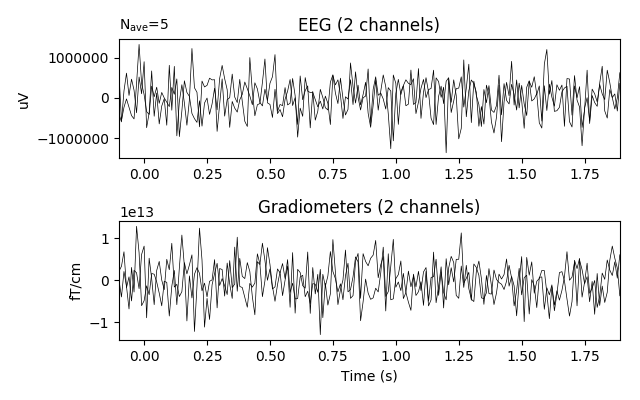 N_ave=5
EEG (2 channels)
1000000
0
−1000000
uV
0.00 0.25 0.50 0.75 1.00 1.25 1.50 1.75
1e13
Gradiometers (2 channels)
1
0
−1
fT/cm
0.00 0.25 0.50 0.75 1.00 1.25 1.50 1.75
Time (s)